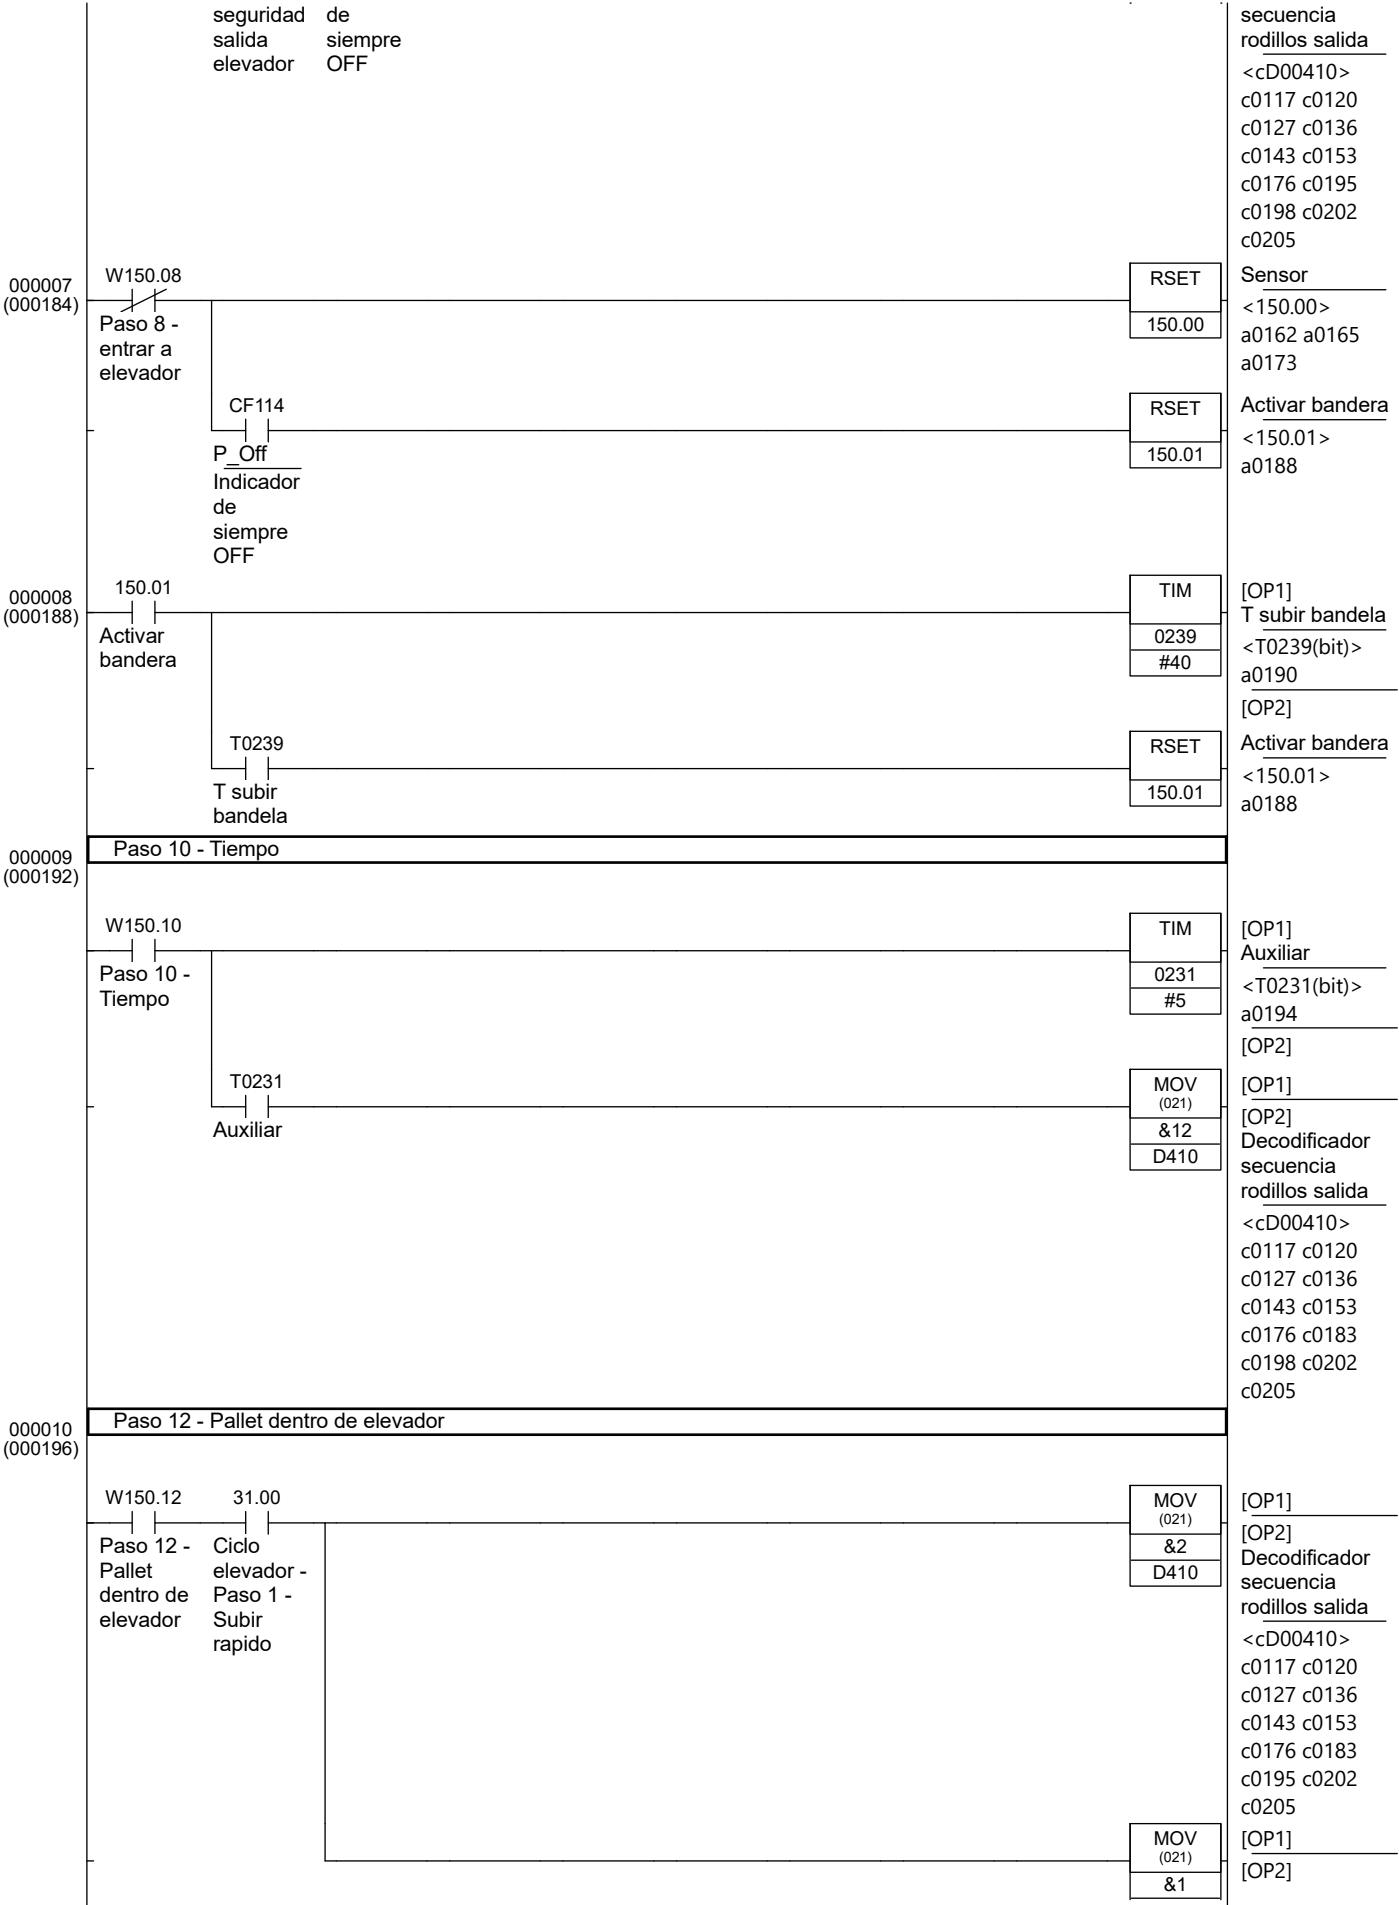 seguridad de
salida siempre
elevador OFF
secuencia
rodillos salida
<cD00410>
c0117 c0120
c0127 c0136
c0143 c0153
c0176 c0195
c0198 c0202
c0205
000007
(000184)
W150.08
Paso 8 -
entrar a
elevador
RSET
150.00
Sensor
<150.00>
a0162 a0165
a0173
CF114
P_Off
Indicador
de
siempre
OFF
RSET
150.01
Activar bandera
<150.01>
a0188
000008
(000188)
150.01
Activar
bandera
TIM
0239
#40
[OP1]
T subir bandela
<T0239(bit)>
a0190
[OP2]
T0239
T subir
bandela
RSET
150.01
Activar bandera
<150.01>
a0188
000009
(000192)
Paso 10 - Tiempo
W150.10
Paso 10 -
Tiempo
TIM
0231
#5
[OP1]
Auxiliar
<T0231(bit)>
a0194
[OP2]
T0231
Auxiliar
MOV
(021)
&12
D410
[OP1]
[OP2]
Decodificador
secuencia
rodillos salida
<cD00410>
c0117 c0120
c0127 c0136
c0143 c0153
c0176 c0183
c0198 c0202
c0205
000010
(000196)
Paso 12 - Pallet dentro de elevador
W150.12
Paso 12 -
Pallet
dentro de
elevador
31.00
Ciclo
elevador -
Paso 1 -
Subir
rapido
MOV
(021)
&2
D410
[OP1]
[OP2]
Decodificador
secuencia
rodillos salida
<cD00410>
c0117 c0120
c0127 c0136
c0143 c0153
c0176 c0183
c0195 c0202
c0205
MOV
(021)
&1
[OP1]
[OP2]